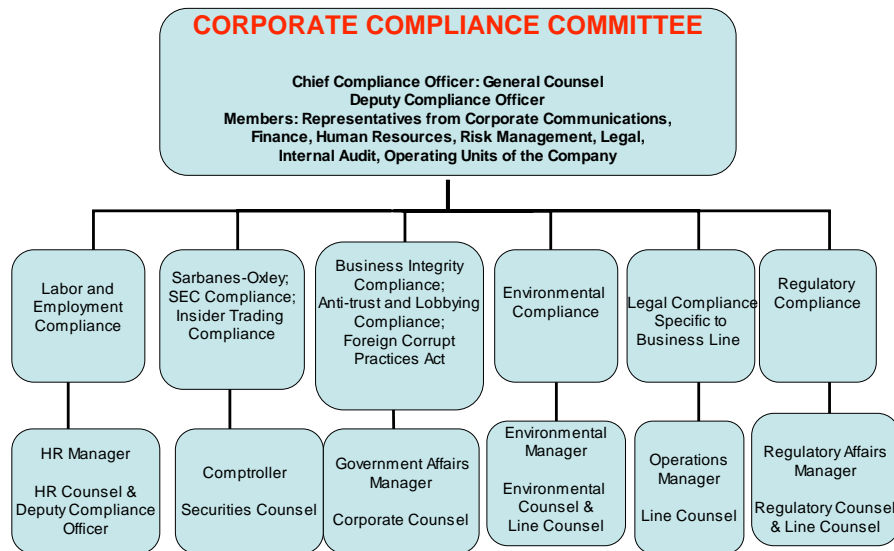 CORPORATE COMPLIANCE COMMITTEE
Chief Compliance Officer: General Counsel
Deputy Compliance Officer
Members: Representatives from Corporate Communications,
Finance, Human Resources, Risk Management, Legal,
Internal Audit, Operating Units of the Company
Labor and
Employment
Compliance
Sarbanes-Oxley;
SEC Compliance;
Insider Trading
Compliance
Business Integrity
Compliance;
Anti-trust and Lobbying
Compliance;
Foreign Corrupt
Practices Act
Environmental
Compliance
Legal Compliance
Specific to
Business Line
Regulatory
Compliance
HR Manager
HR Counsel &
Deputy Compliance
Officer
Comptroller
Securities Counsel
Government Affairs
Manager
Corporate Counsel
Environmental
Manager
Environmental
Counsel &
Line Counsel
Operations
Manager
Line Counsel
Regulatory Affairs
Manager
Regulatory Counsel
& Line Counsel